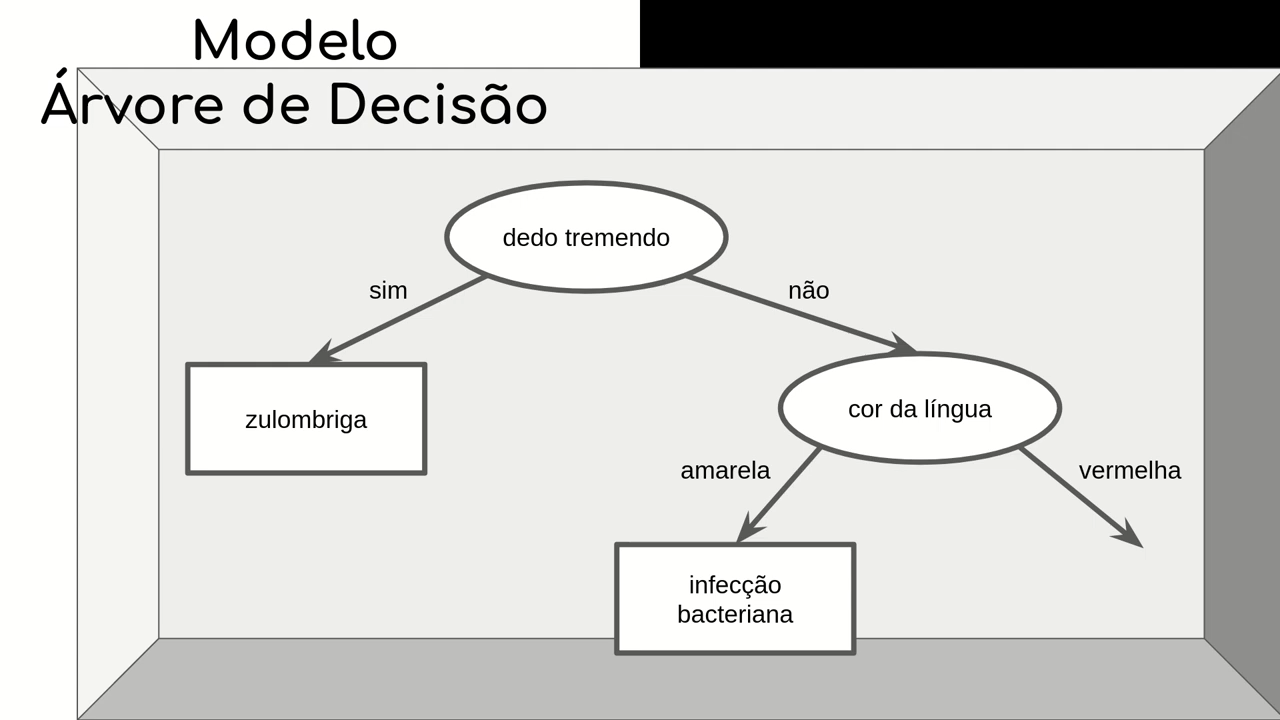 Modelo
Árvore de Decisão
dedo tremendo
sim
não
zulombriga
cor da língua
amarela
vermelha
infecção
bacteriana